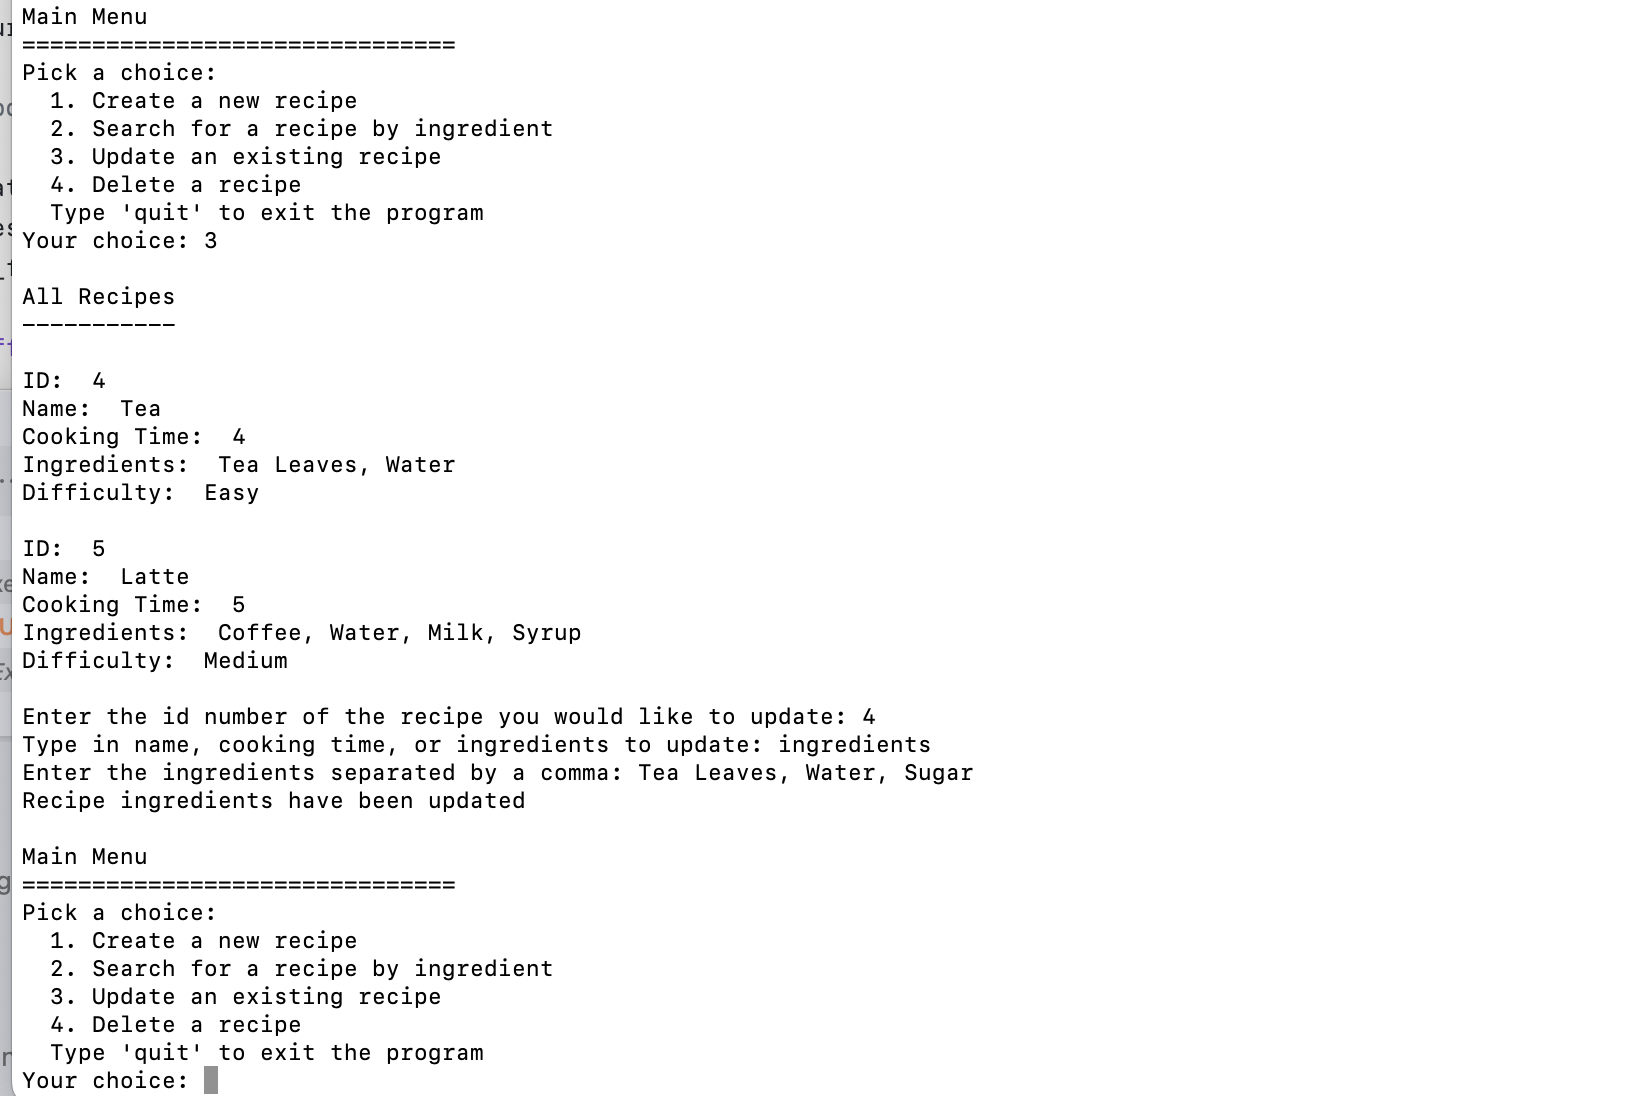 Main Menu
===============================
Pick a choice:
  1. Create a new recipe
  2. Search for a recipe by ingredient
  3. Update an existing recipe
  4. Delete a recipe
  Type 'quit' to exit the program
Your choice: 3

All Recipes
-----------

ID:  4
Name:  Tea
Cooking Time:  4
Ingredients:  Tea Leaves, Water
Difficulty:  Easy

ID:  5
Name:  Latte
Cooking Time:  5
Ingredients:  Coffee, Water, Milk, Syrup
Difficulty:  Medium

Enter the id number of the recipe you would like to update: 4
Type in name, cooking time, or ingredients to update: ingredients
Enter the ingredients separated by a comma: Tea Leaves, Water, Sugar
Recipe ingredients have been updated

Main Menu
===============================
Pick a choice:
  1. Create a new recipe
  2. Search for a recipe by ingredient
  3. Update an existing recipe
  4. Delete a recipe
  Type 'quit' to exit the program
Your choice: